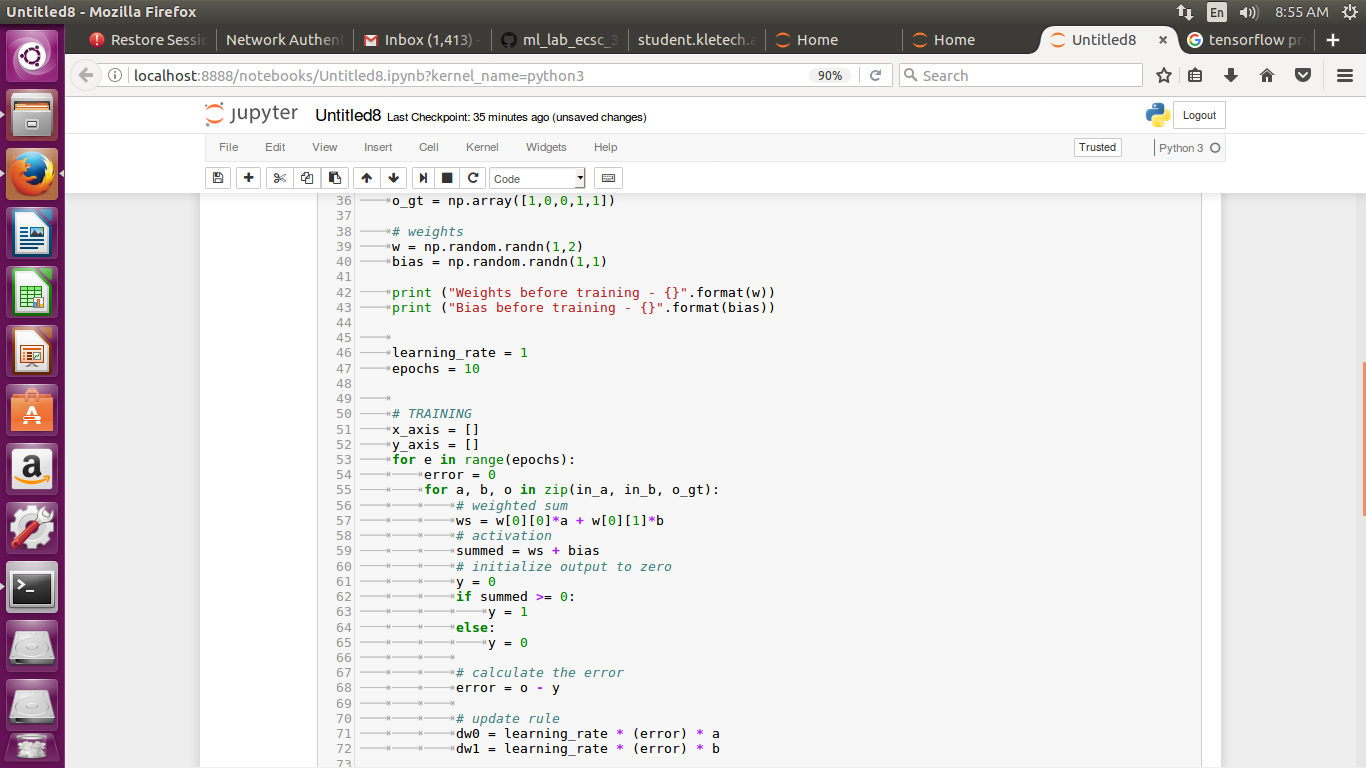 Untitled8 - Mozilla Firefox
En
8:55 AM
Restore Sessio
Network Authent
Inbox (1,413) -
ml_lab_ecsc_3
student.kletech.a
Home
Home
Untitled8
×
tensorflow pr
localhost:8888/notebooks/Untitled8.ipynb?kernel_name=python3
90%
Search
jupyter
Untitled8
Last Checkpoint: 35 minutes ago (unsaved changes)
Logout
File
Edit
View
Insert
Cell
Kernel
Widgets
Help
Trusted
Python 3
Code
36 o_gt = np.array([1,0,0,1,1])
37
38 # weights
39 w = np.random.randn(1,2)
40 bias = np.random.randn(1,1)
41
42 print ("Weights before training - {}".format(w))
43 print ("Bias before training - {}".format(bias))
44
45
46 learning_rate = 1
47 epochs = 10
48
49
50 # TRAINING
51 x_axis = []
52 y_axis = []
53 for e in range(epochs):
54 error = 0
55 for a, b, o in zip(in_a, in_b, o_gt):
56 # weighted sum
57 ws = w[0][0]*a + w[0][1]*b
58 # activation
59 summed = ws + bias
60 # initialize output to zero
61 y = 0
62 if summed >= 0:
63 y = 1
64 else:
65 y = 0
66
67 # calculate the error
68 error = o - y
69
70 # update rule
71 dw0 = learning_rate * (error) * a
72 dw1 = learning_rate * (error) * b
73